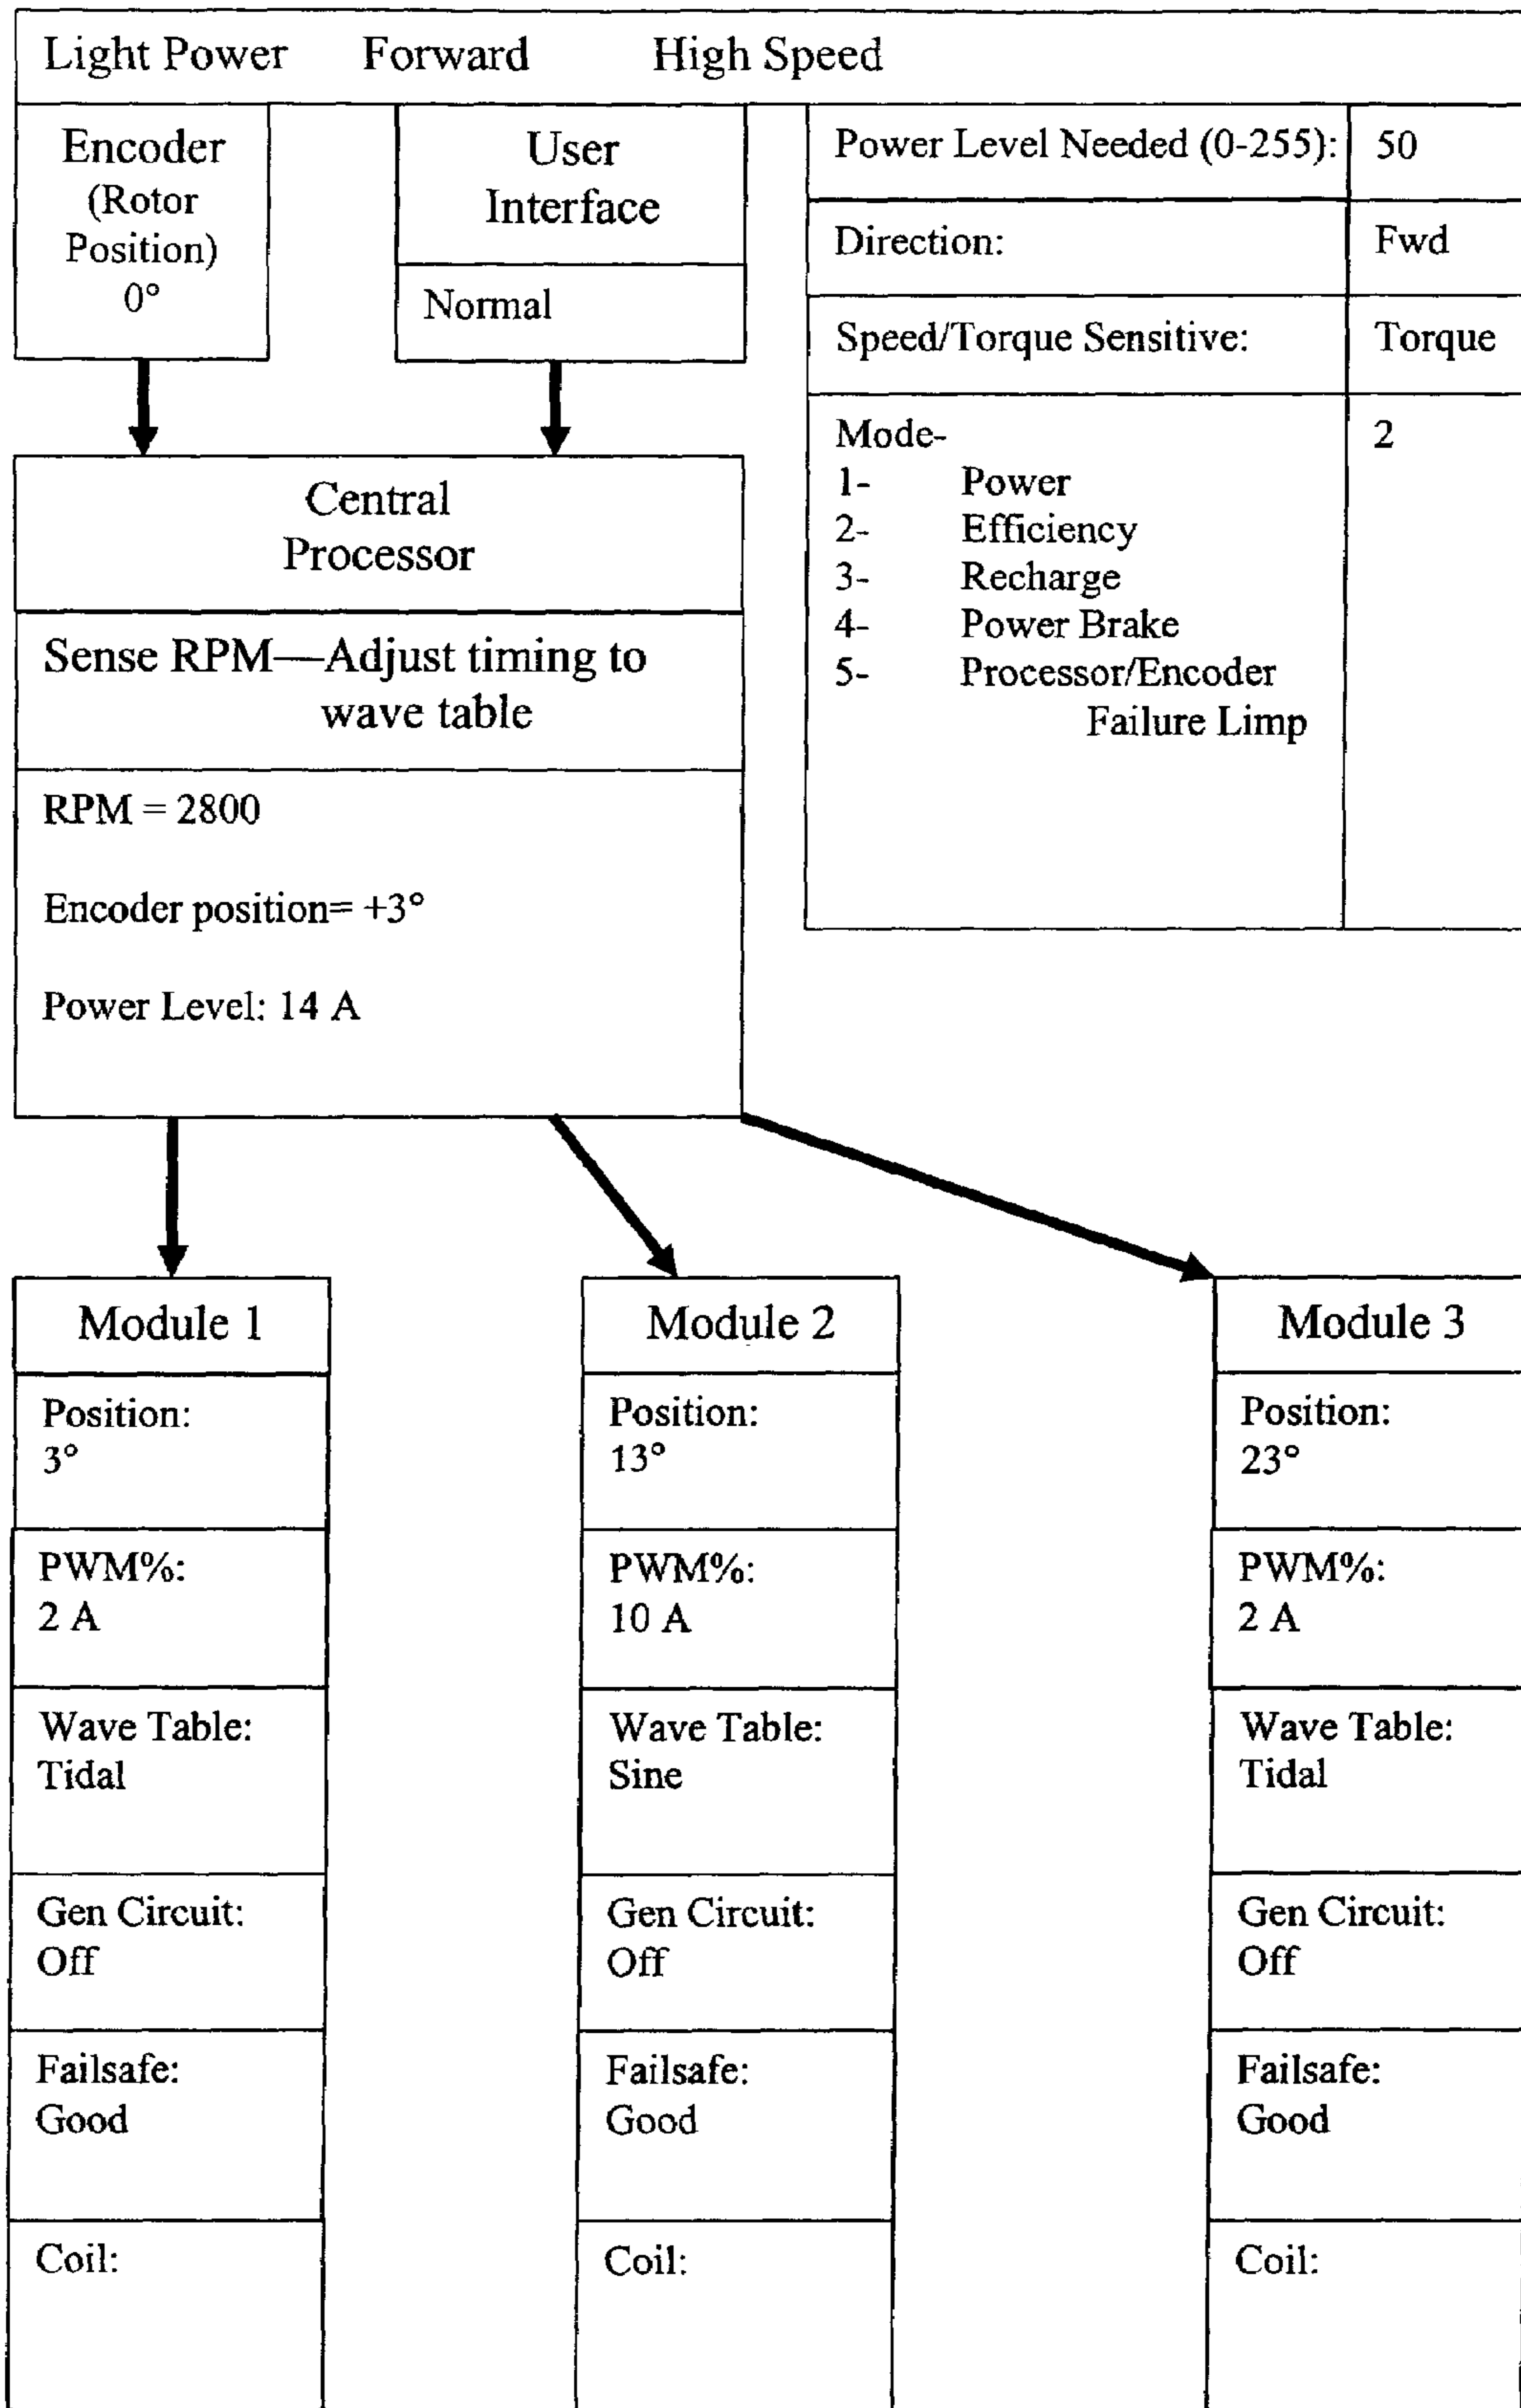 Light Power Forward High Speed
Encoder
(Rotor
Position)
0°
User
Interface
Normal
Power Level Needed (0-255): 50
Direction: Fwd
Speed/Torque Sensitive: Torque
Mode- 2
1- Power
2- Efficiency
3- Recharge
4- Power Brake
5- Processor/Encoder
Failure Limp
Central
Processor
Sense RPM—Adjust timing to
wave table
RPM = 2800
Encoder position= +3°
Power Level: 14 A
Module 1
Position:
3°
PWM%:
2 A
Wave Table:
Tidal
Gen Circuit:
Off
Failsafe:
Good
Coil:
Module 2
Position:
13°
PWM%:
10 A
Wave Table:
Sine
Gen Circuit:
Off
Failsafe:
Good
Coil:
Module 3
Position:
23°
PWM%:
2 A
Wave Table:
Tidal
Gen Circuit:
Off
Failsafe:
Good
Coil: